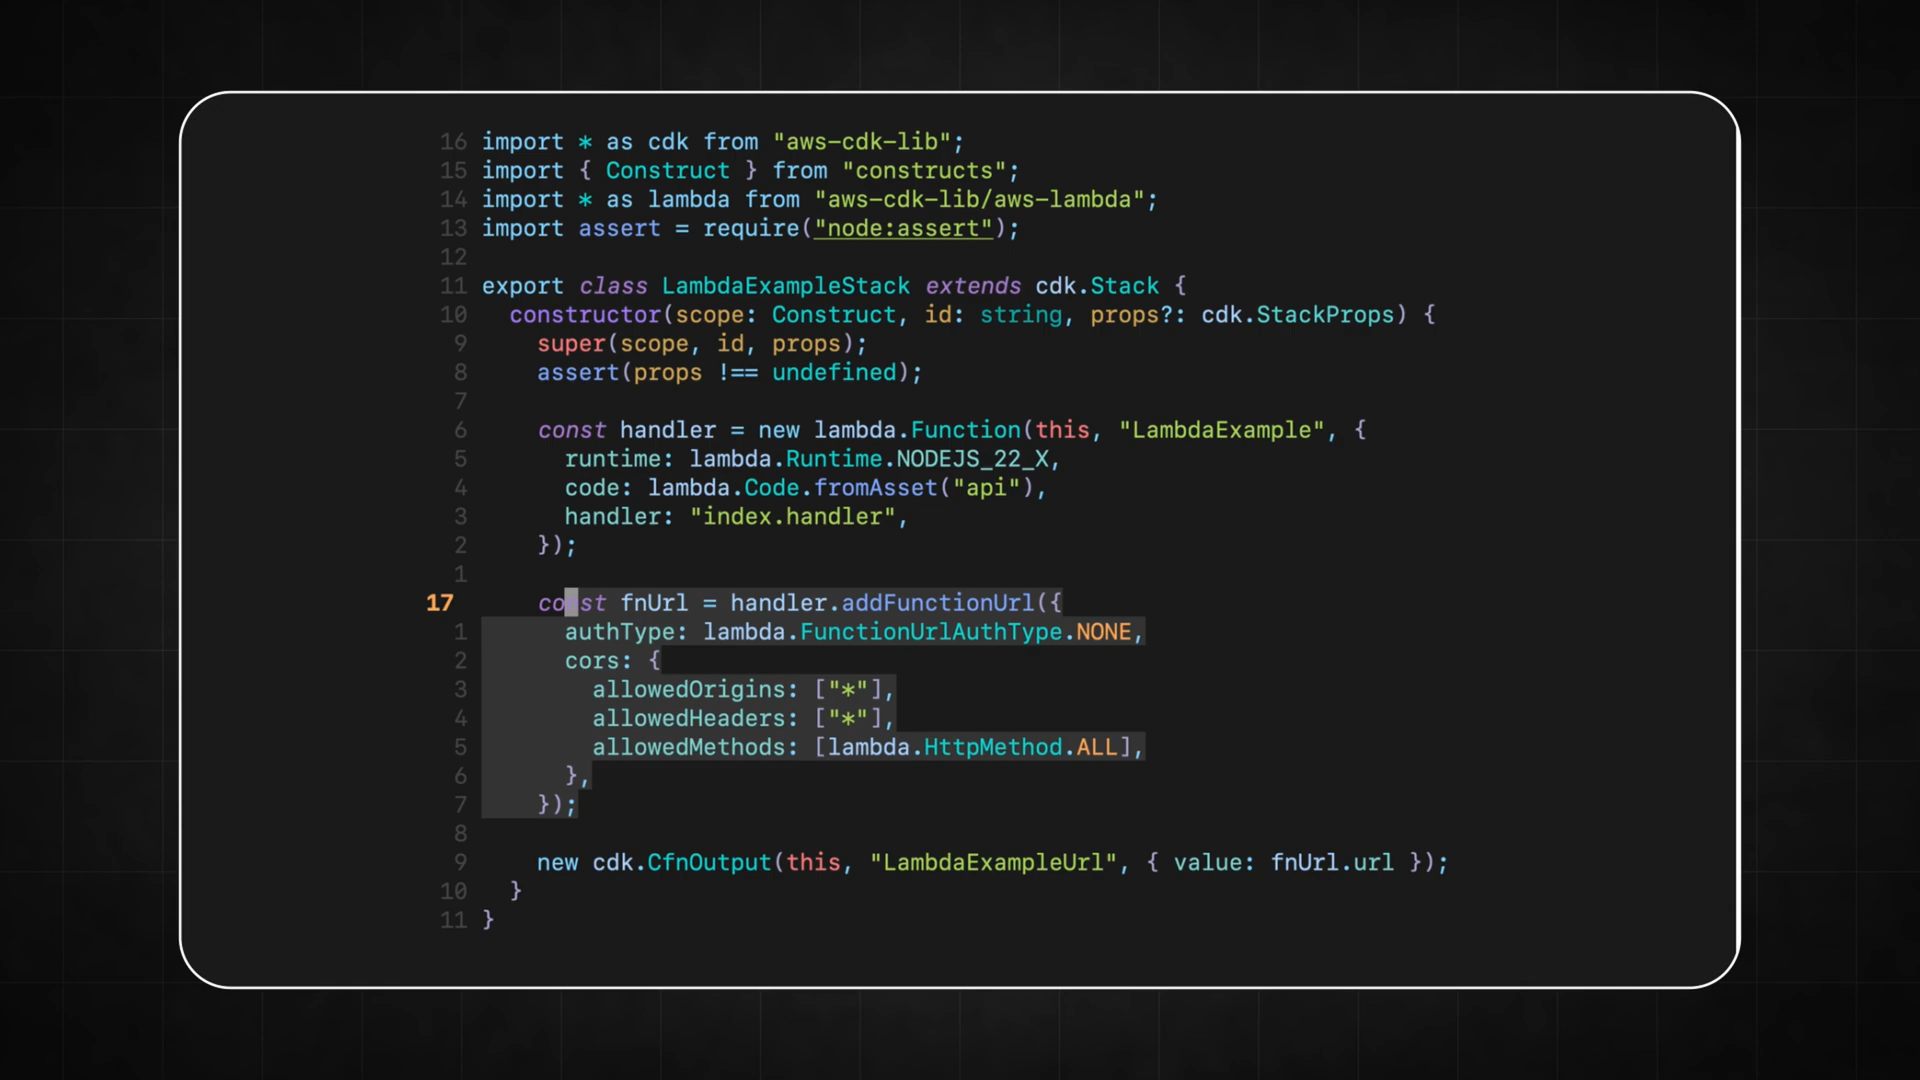 16 import * as cdk from "aws-cdk-lib";
15 import { Construct } from "constructs";
14 import * as lambda from "aws-cdk-lib/aws-lambda";
13 import assert = require("node:assert");
12
11 export class LambdaExampleStack extends cdk.Stack {
10   constructor(scope: Construct, id: string, props?: cdk.StackProps) {
9     super(scope, id, props);
8     assert(props !== undefined);
7
6     const handler = new lambda.Function(this, "LambdaExample", {
5       runtime: lambda.Runtime.NODEJS_22_X,
4       code: lambda.Code.fromAsset("api"),
3       handler: "index.handler",
2     });
1
17     const fnUrl = handler.addFunctionUrl({
1       authType: lambda.FunctionUrlAuthType.NONE,
2       cors: {
3         allowedOrigins: ["*"],
4         allowedHeaders: ["*"],
5         allowedMethods: [lambda.HttpMethod.ALL],
6       },
7     });
8
9     new cdk.CfnOutput(this, "LambdaExampleUrl", { value: fnUrl.url });
10   }
11 }